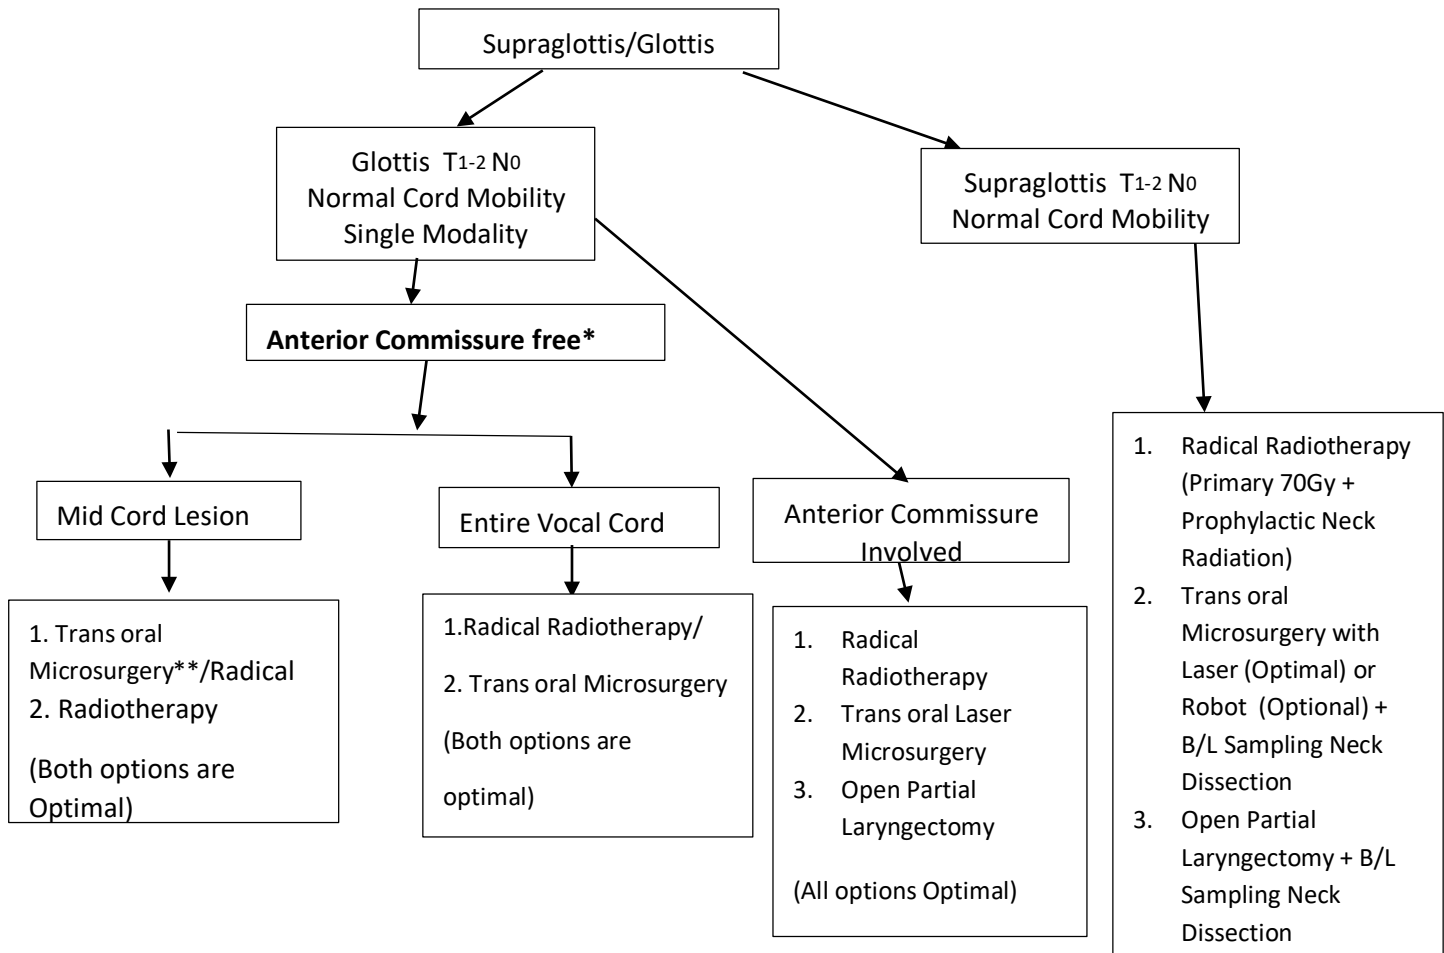 Supraglottis/Glottis
Glottis T1-2 N0
Normal Cord Mobility
Single Modality
Supraglottis T1-2 N0
Normal Cord Mobility
Anterior Commissure free*
Mid Cord Lesion
Entire Vocal Cord
Anterior Commissure
Involved
1. Trans oral
Microsurgery**/Radical
2. Radiotherapy
(Both options are
Optimal)
1.Radical Radiotherapy/
2. Trans oral Microsurgery
(Both options are
optimal)
1. Radical
Radiotherapy
2. Trans oral Laser
Microsurgery
3. Open Partial
Laryngectomy
(All options Optimal)
1. Radical Radiotherapy
(Primary 70Gy +
Prophylactic Neck
Radiation)
2. Trans oral
Microsurgery with
Laser (Optimal) or
Robot (Optional) +
B/L Sampling Neck
Dissection
3. Open Partial
Laryngectomy + B/L
Sampling Neck
Dissection